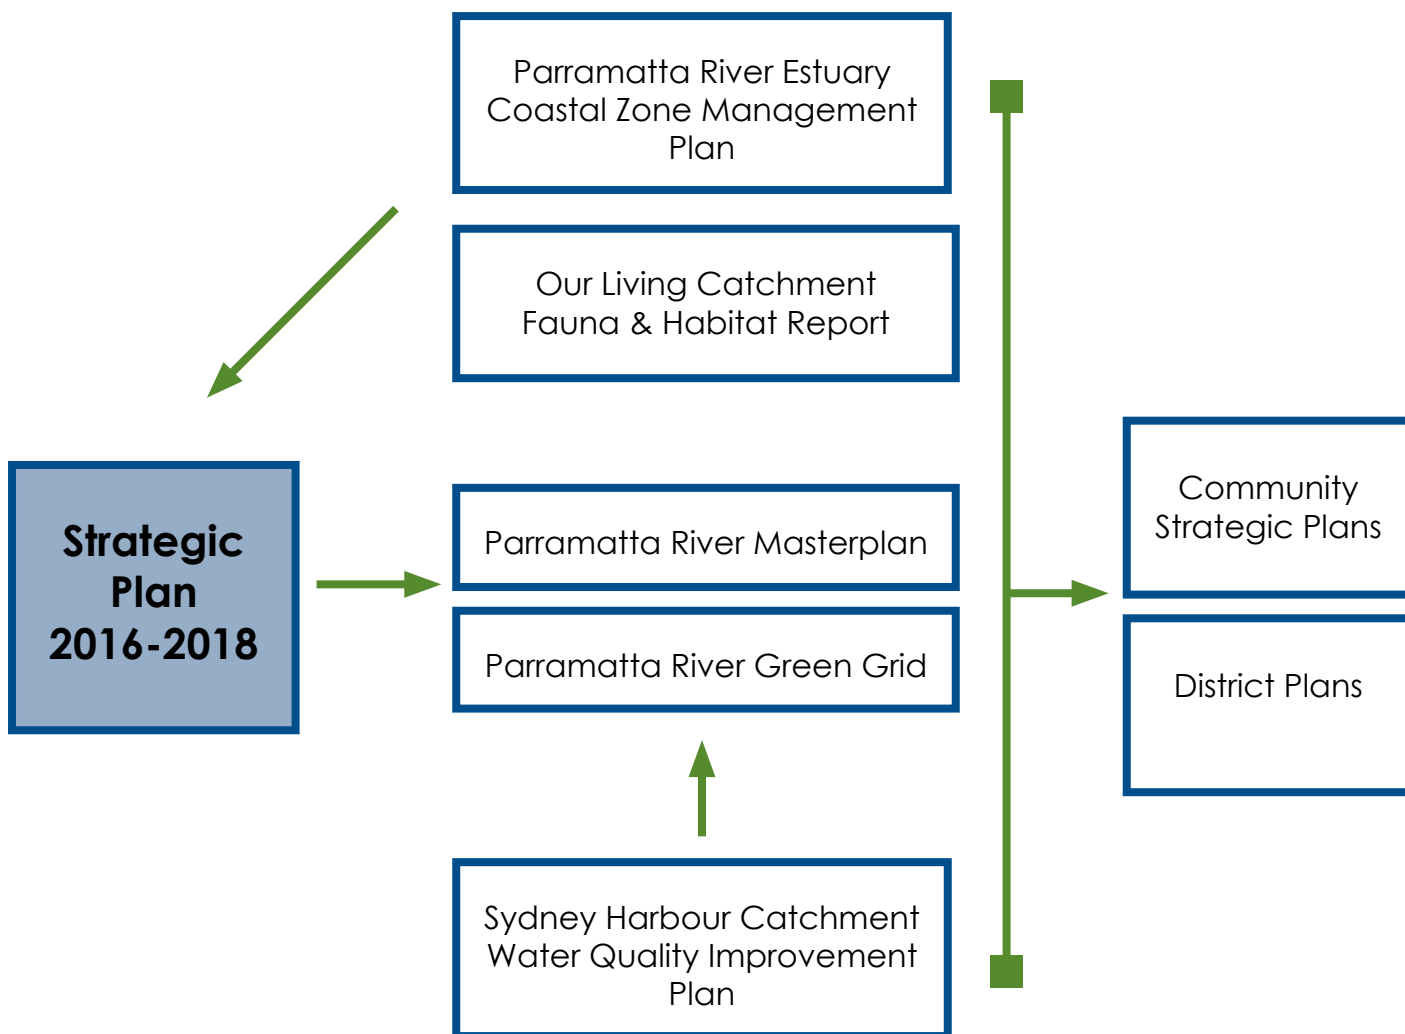 Parramatta River Estuary
Coastal Zone Management
Plan
Our Living Catchment
Fauna & Habitat Report
Strategic
Plan
2016-2018
Parramatta River Masterplan
Parramatta River Green Grid
Sydney Harbour Catchment
Water Quality Improvement
Plan
Community
Strategic Plans
District Plans